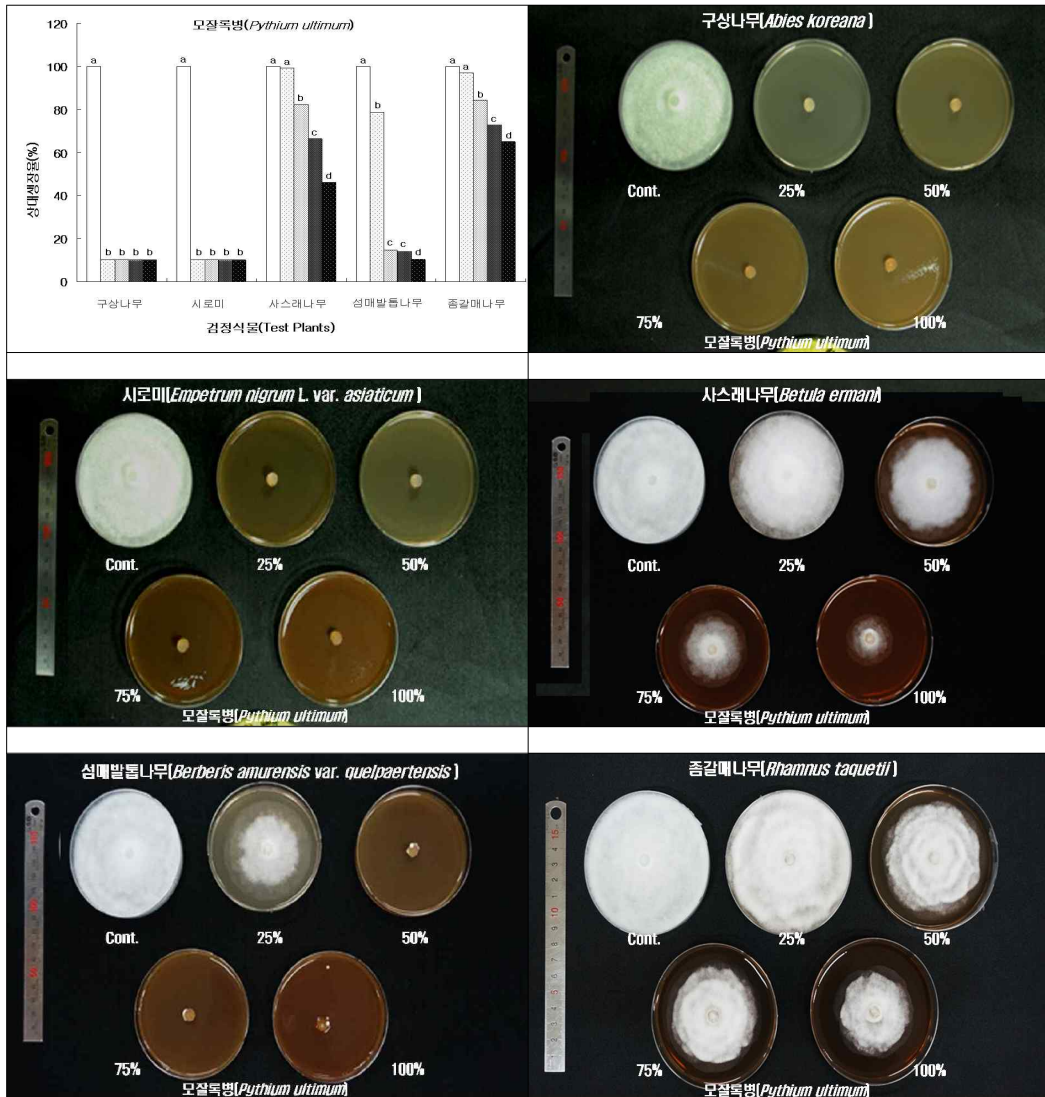 모잘록병(Pythium ultimum)
120
100
80
60
40
20
0
상대생장율(%)
a b b b b
a b b b b
a a b c d
a b c c d
a a b c d
구상나무 시로미 사스래나무 섬매발톱나무 좀갈매나무
검정식물(Test Plants)
구상나무(Abies koreana )
Cont. 25% 50%
75% 100%
모잘록병(Pythium ultimum)
시로미(Empetrum nigrum L. var. asiaticum )
Cont. 25% 50%
75% 100%
모잘록병(Pythium ultimum)
사스래나무(Betula ermani)
Cont. 25% 50%
75% 100%
모잘록병(Pythium ultimum)
섬매발톱나무(Berberis amurensis var. quelpaertensis )
Cont. 25% 50%
75% 100%
모잘록병(Pythium ultimum)
좀갈매나무(Rhamnus taquetii)
Cont. 25% 50%
75% 100%
모잘록병(Pythium ultimum)